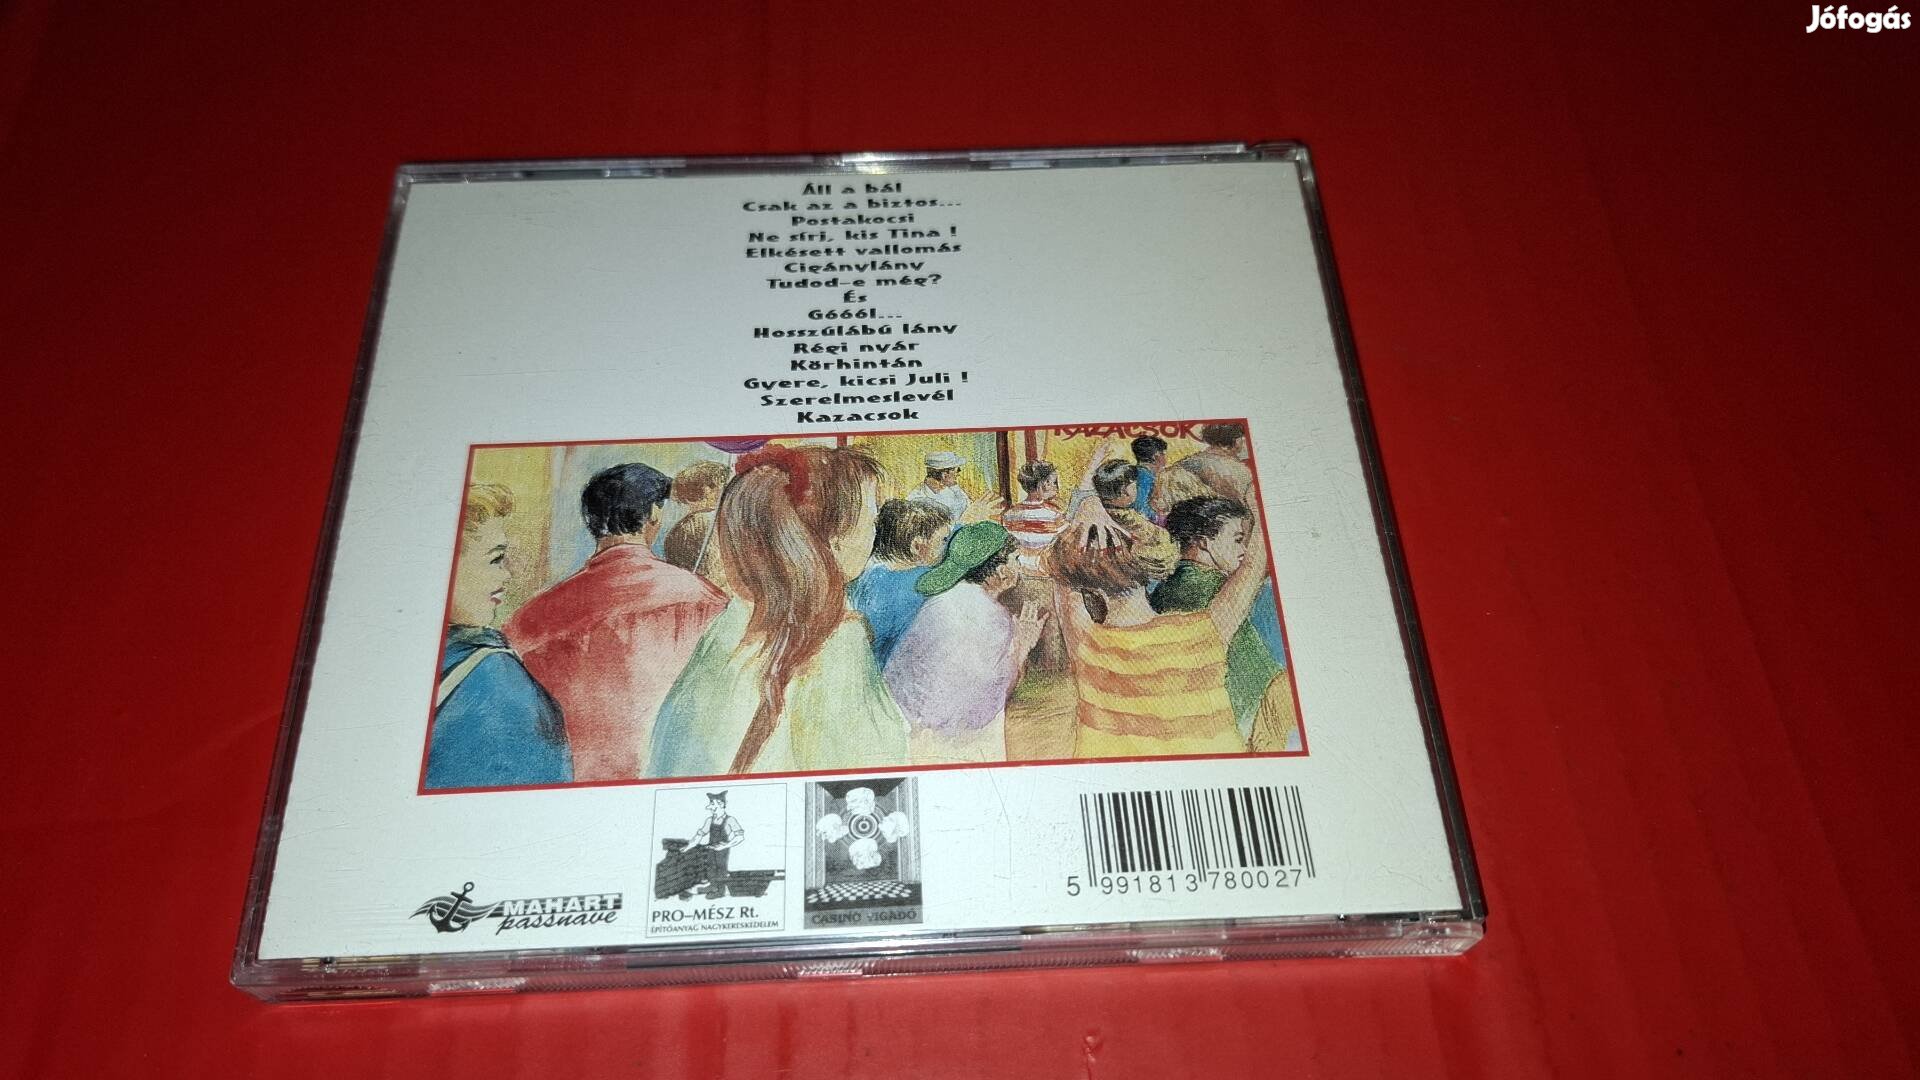 Jófogás
Áll a bál
Csak az a biztos...
Postakocsi
Ne sírj, kis Tina !
Elkésett vallomás
Cigánylány
Tudod-e még?
És
Góóól...
Hosszúlábú lány
Régi nyár
Körhintán
Gyere, kicsi Juli !
Szerelmeslevél
Kazacsok
KAZACSOK
MAHART
passnave
PRO-MÉSZ Rt.
ÉPÍTŐANYAG NAGYKERESKEDELEM
CASINO VIGADÓ
5 991813 780027